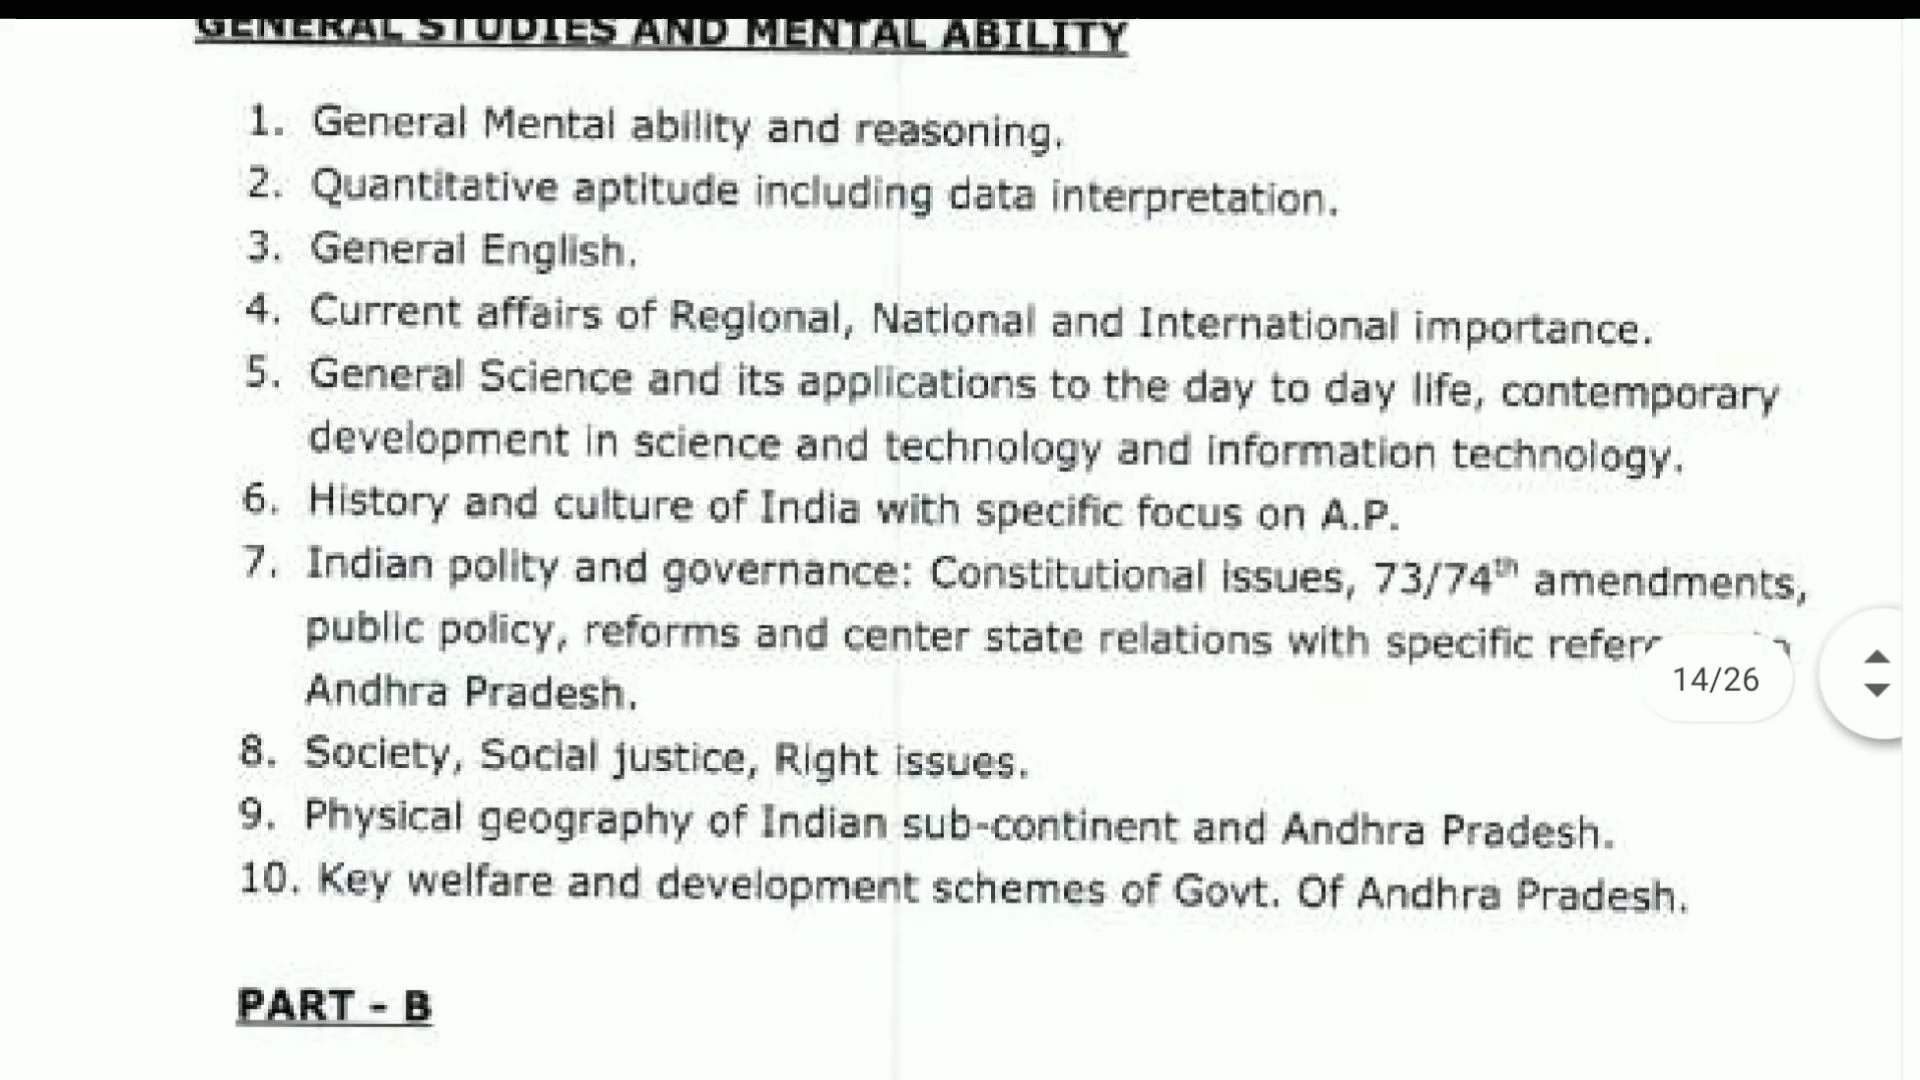 GENERAL STUDIES AND MENTAL ABILITY
1. General Mental ability and reasoning.
2. Quantitative aptitude including data interpretation.
3. General English.
4. Current affairs of Regional, National and International importance.
5. General Science and its applications to the day to day life, contemporary
development in science and technology and information technology.
6. History and culture of India with specific focus on A.P.
7. Indian polity and governance: Constitutional issues, 73/74th amendments,
public policy, reforms and center state relations with specific
14/26
Andhra Pradesh.
8. Society, Social justice, Right issues.
9. Physical geography of Indian sub-continent and Andhra Pradesh.
10. Key welfare and development schemes of Govt. Of Andhra Pradesh.
PART - B